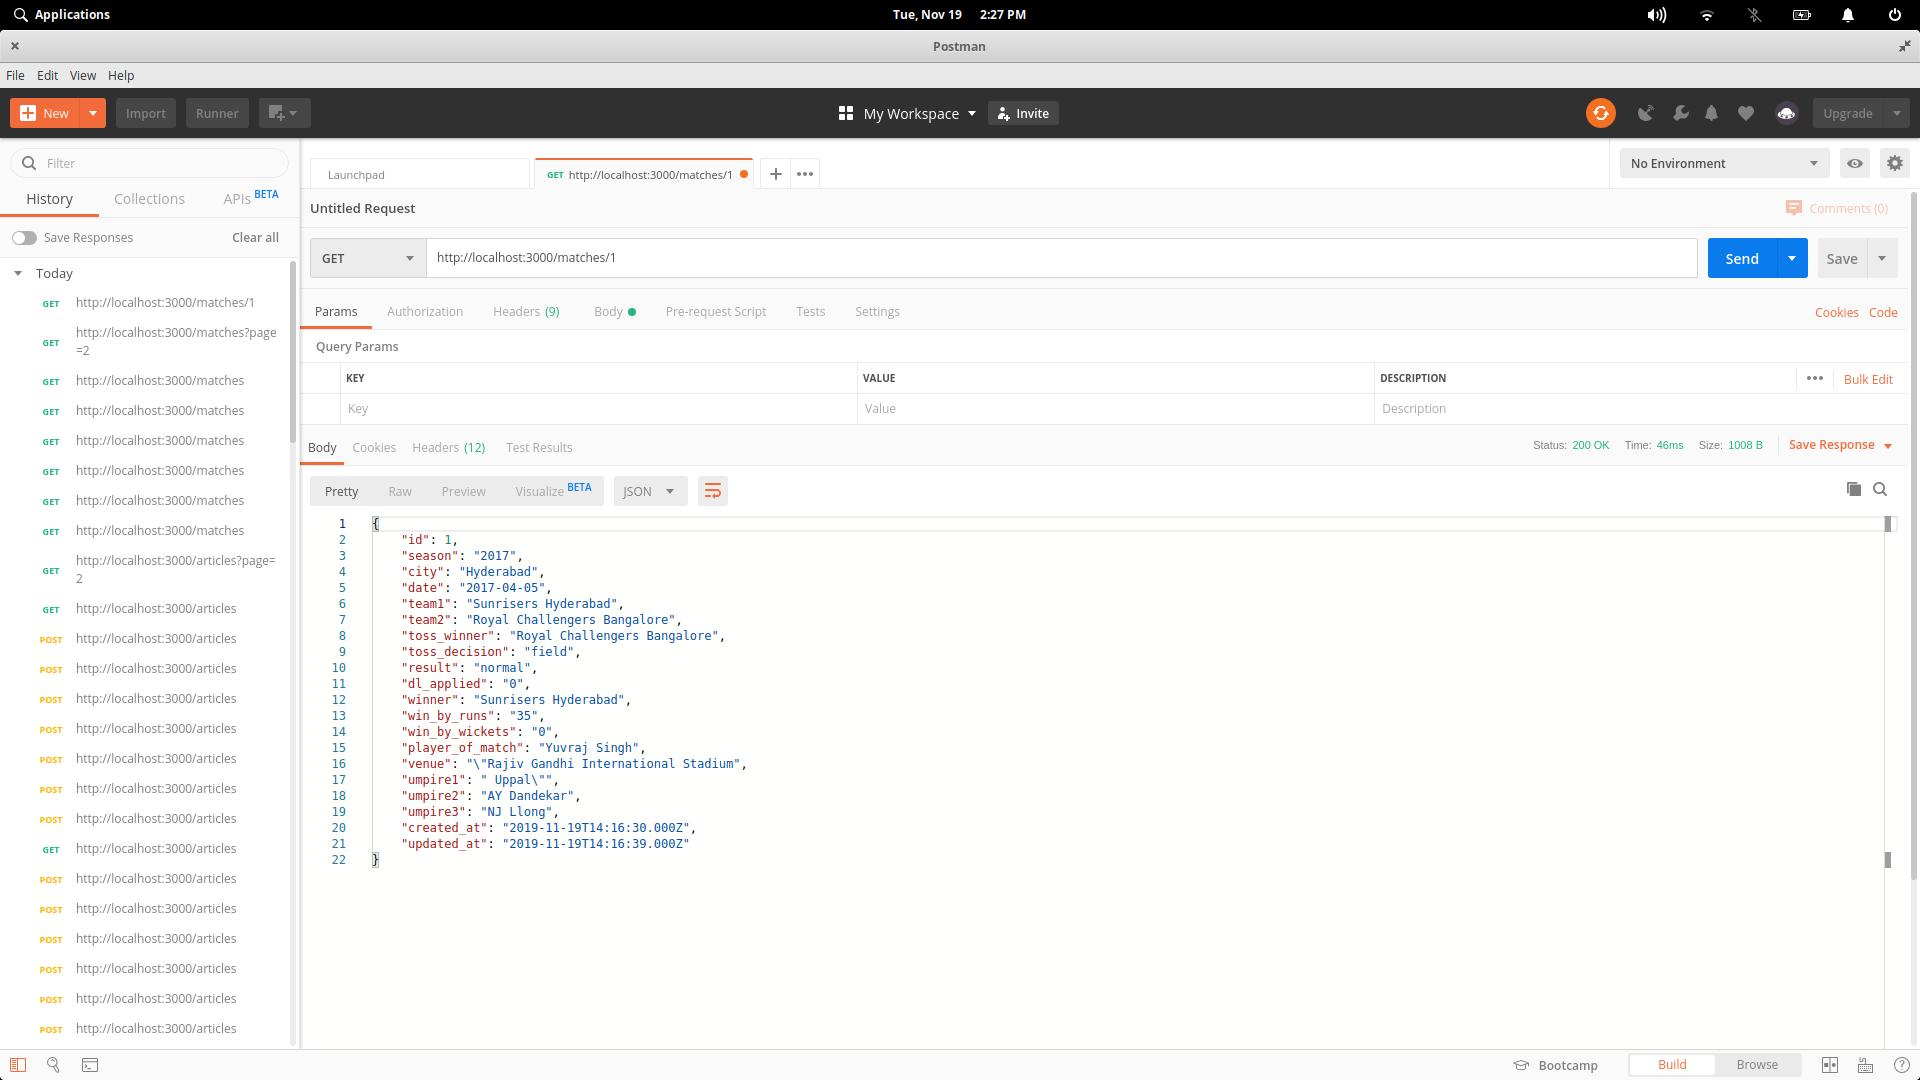 Applications
Tue, Nov 19 2:27 PM
Postman
File Edit View Help
New
Import
Runner
My Workspace
Invite
Upgrade
Filter
History
Collections
APIs BETA
Save Responses
Clear all
Today
GET http://localhost:3000/matches/1
GET http://localhost:3000/matches?page
=2
GET http://localhost:3000/matches
GET http://localhost:3000/matches
GET http://localhost:3000/matches
GET http://localhost:3000/matches
GET http://localhost:3000/matches
GET http://localhost:3000/matches
GET http://localhost:3000/articles?page=
2
GET http://localhost:3000/articles
POST http://localhost:3000/articles
POST http://localhost:3000/articles
POST http://localhost:3000/articles
POST http://localhost:3000/articles
POST http://localhost:3000/articles
POST http://localhost:3000/articles
POST http://localhost:3000/articles
GET http://localhost:3000/articles
POST http://localhost:3000/articles
POST http://localhost:3000/articles
POST http://localhost:3000/articles
POST http://localhost:3000/articles
POST http://localhost:3000/articles
POST http://localhost:3000/articles
Launchpad
GET http://localhost:3000/matches/1
No Environment
Untitled Request
Comments (0)
GET http://localhost:3000/matches/1
Send
Save
Params Authorization Headers (9) Body Pre-request Script Tests Settings
Cookies Code
Query Params
KEY VALUE DESCRIPTION
Bulk Edit
Key Value Description
Body Cookies Headers (12) Test Results
Status: 200 OK Time: 46ms Size: 1008 B
Save Response
Pretty Raw Preview Visualize BETA JSON
1 {
2 "id": 1,
3 "season": "2017",
4 "city": "Hyderabad",
5 "date": "2017-04-05",
6 "team1": "Sunrisers Hyderabad",
7 "team2": "Royal Challengers Bangalore",
8 "toss_winner": "Royal Challengers Bangalore",
9 "toss_decision": "field",
10 "result": "normal",
11 "dl_applied": "0",
12 "winner": "Sunrisers Hyderabad",
13 "win_by_runs": "35",
14 "win_by_wickets": "0",
15 "player_of_match": "Yuvraj Singh",
16 "venue": "\"Rajiv Gandhi International Stadium",
17 "umpire1": " Uppal\"",
18 "umpire2": "AY Dandekar",
19 "umpire3": "NJ Llong",
20 "created_at": "2019-11-19T14:16:30.000Z",
21 "updated_at": "2019-11-19T14:16:39.000Z"
22 }
Bootcamp
Build
Browse